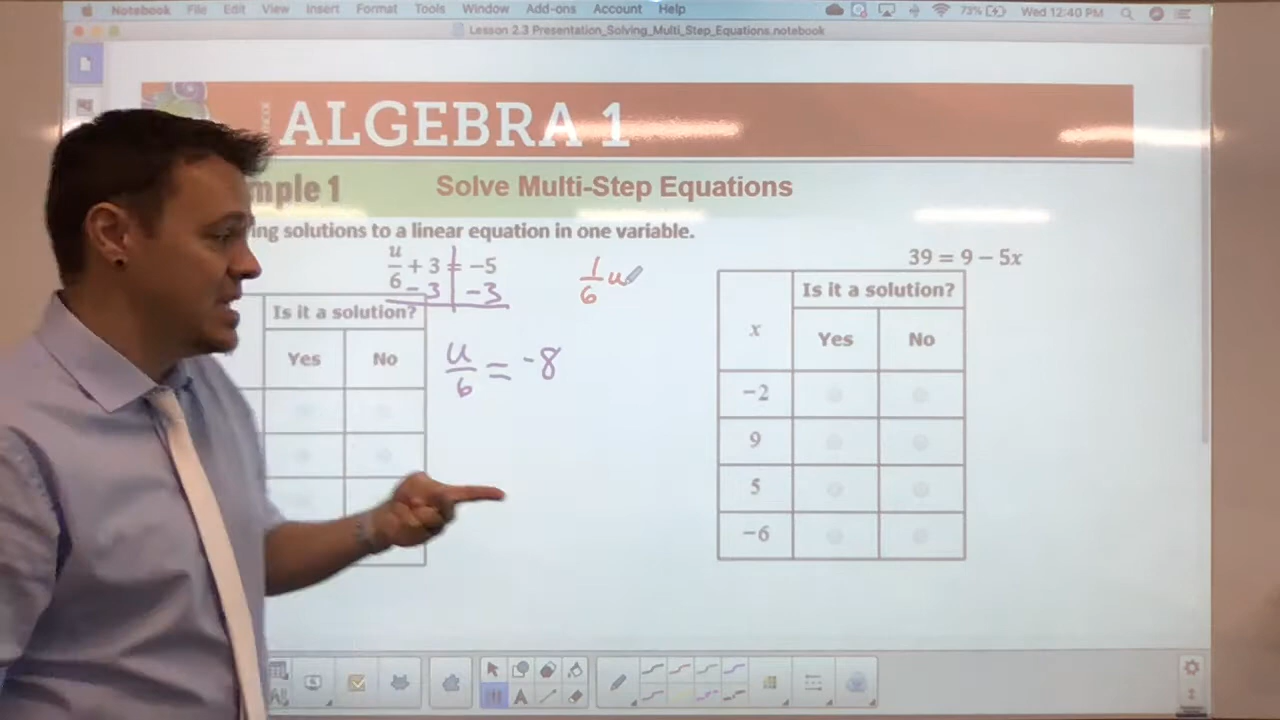 Notebook File Edit View Insert Format Tools Window Add-ons Account Help 73% Wed 12:40 PM
Lesson 2.3 Presentation_Solving_Multi_Step_Equations.notebook
ALGEBRA 1
mple 1 Solve Multi-Step Equations
ing solutions to a linear equation in one variable.
u/6 + 3 = -5
- 3 - 3
u/6 = -8
1/6 u
Is it a solution?
Yes No
39 = 9 − 5x
Is it a solution?
x Yes No
−2
9
5
−6